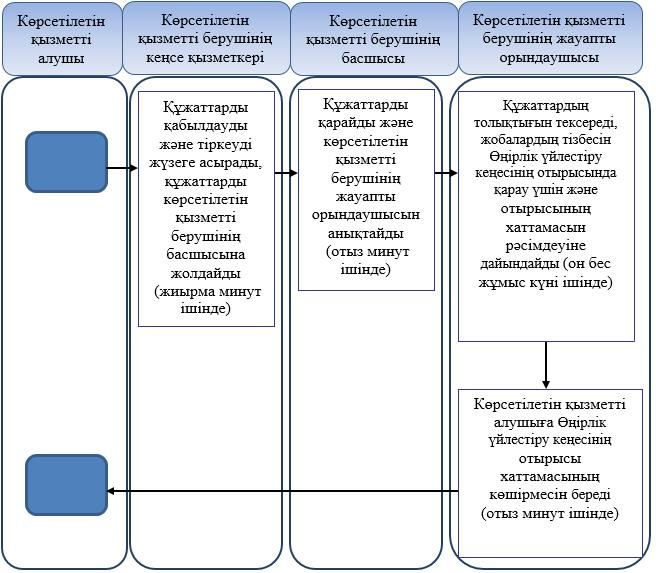 Көрсетілетін
қызметті
алушы
Көрсетілетін
қызметті берушінің
кеңсе қызметкері
Көрсетілетін
қызметті берушінің
басшысы
Көрсетілетін қызметті
берушінің жауапты
орындаушысы
Құжаттарды
қабылдауды
және тіркеуді
жүзеге асырады,
құжаттарды
көрсетілетін
қызметті
берушінің
басшысына
жолдайды
(жиырма минут
ішінде)
Құжаттарды
қарайды және
көрсетілетін
қызметті
берушінің
жауапты
орындаушысын
анықтайды
(отыз минут
ішінде)
Құжаттардың
толықтығын тексереді,
жобалардың тізбесін
Өңірлік үйлестіру
кеңесінің отырысында
қарау үшін және
отырысының
хаттамасын
рәсімдеуіне
дайындайды (он бес
жұмыс күні ішінде)
Көрсетілетін қызметті
алушыға Өңірлік
үйлестіру кеңесінің
отырысы
хаттамасының
көшірмесін береді
(отыз минут ішінде)